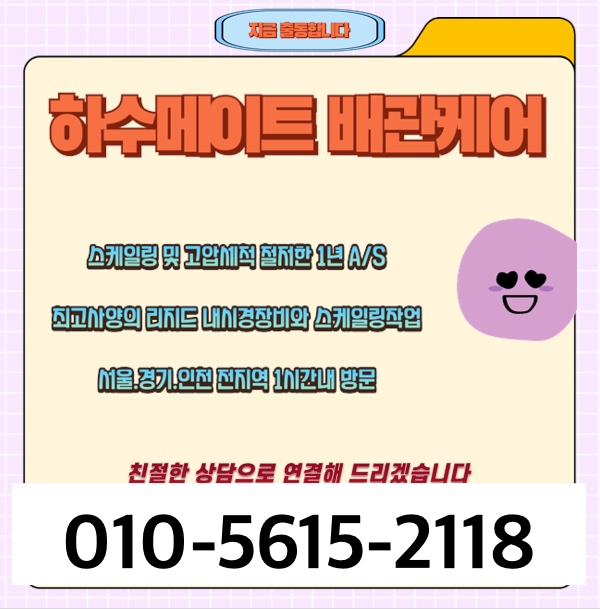 지금 출동합니다
하수메이트 배관케어
스케일링 및 고압세척 철저한 1년 A/S
최고사양의 리지드 내시경장비와 스케일링작업
서울.경기.인천 전지역 1시간내 방문
친절한 상담으로 연결해 드리겠습니다
010-5615-2118